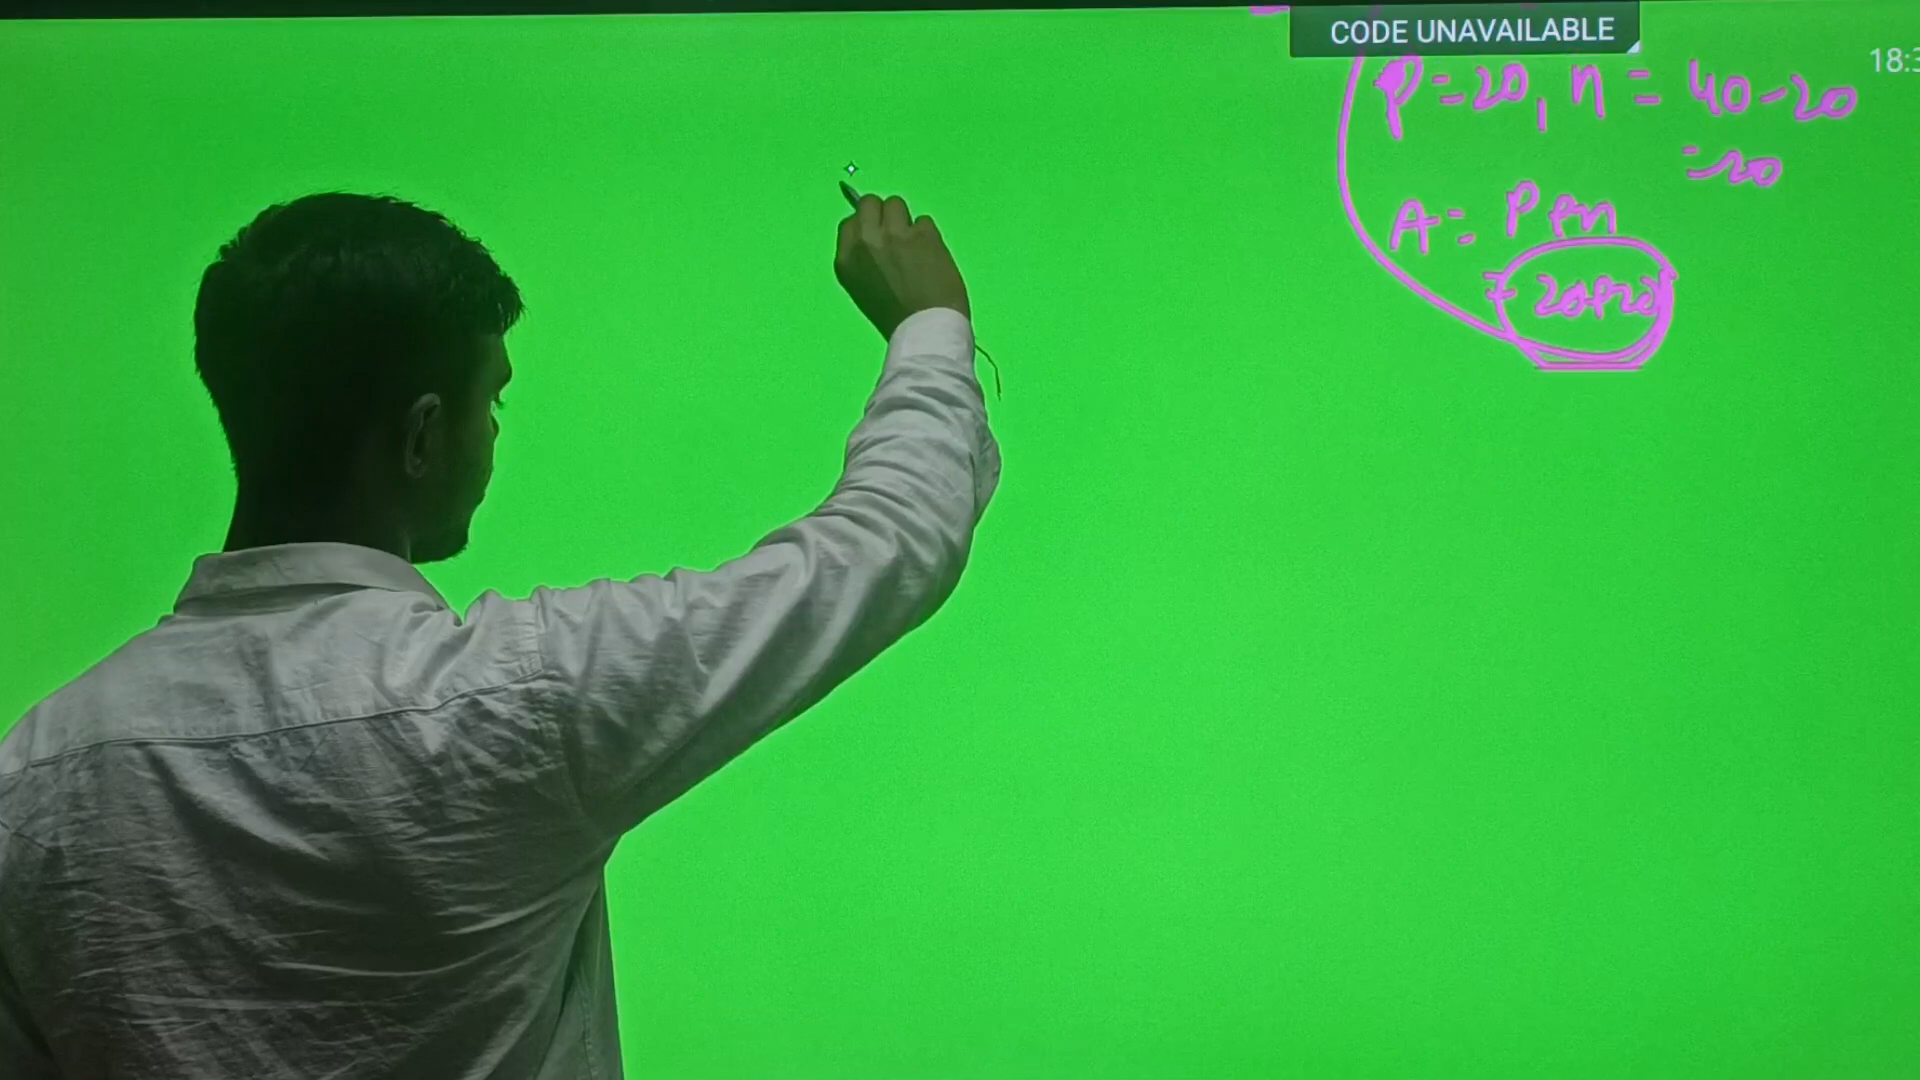 CODE UNAVAILABLE
18:3
P=20, n = 40-20
=20
A= P+n
= 20+20